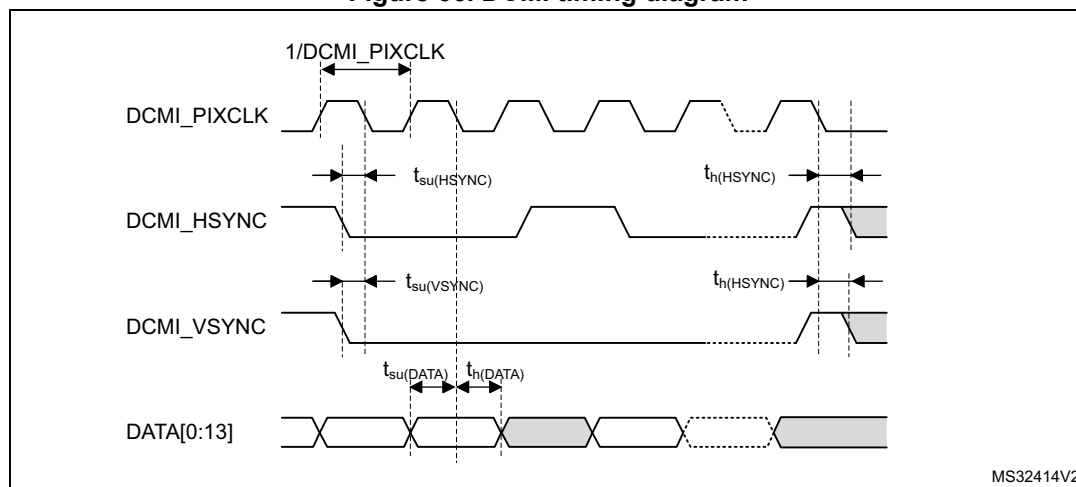 1/DCMI_PIXCLK
DCMI_PIXCLK
tsu(HSYNC)
th(HSYNC)
DCMI_HSYNC
tsu(VSYNC)
th(HSYNC)
DCMI_VSYNC
tsu(DATA) th(DATA)
DATA[0:13]
MS32414V2